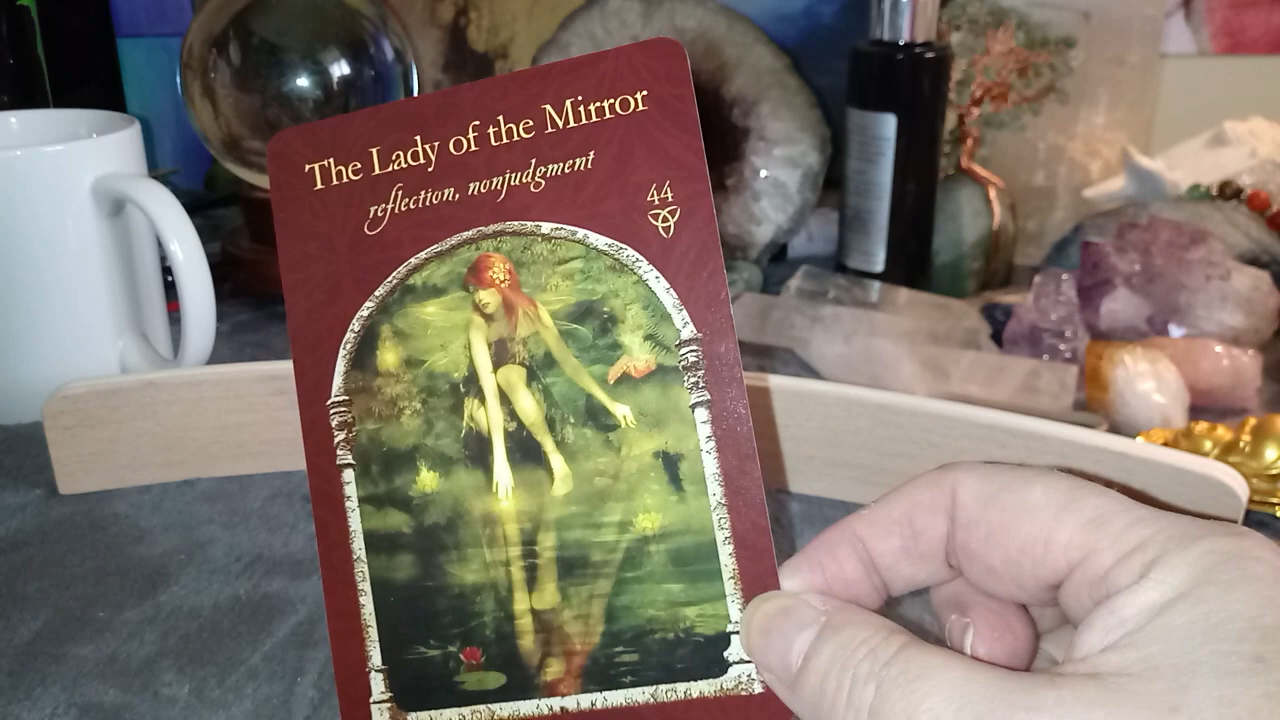 The Lady of the Mirror
reflection, nonjudgment
44